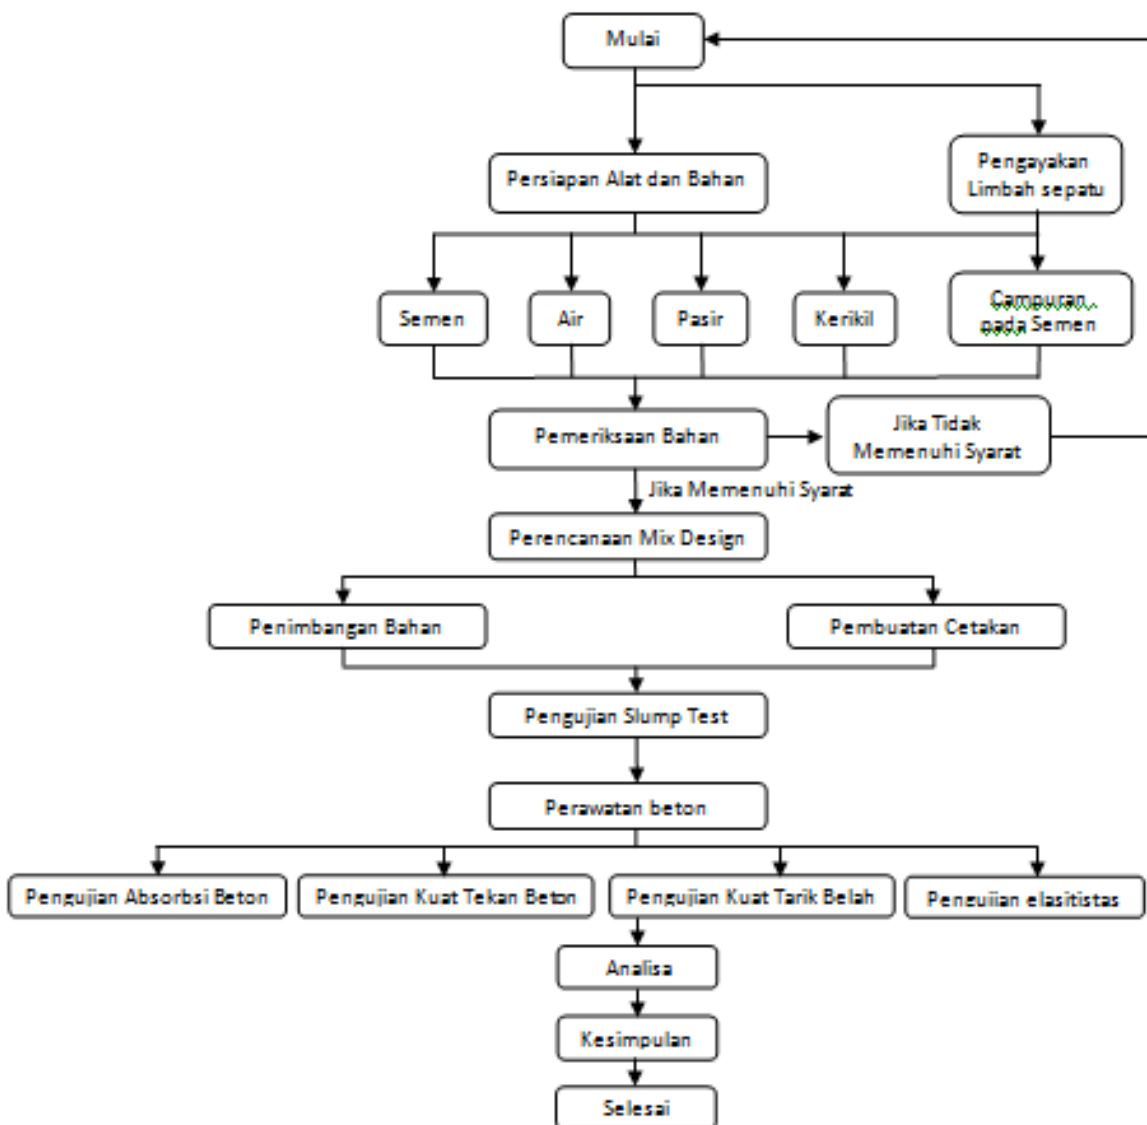 Mulai
Persiapan Alat dan Bahan
Pengayakan
Limbah sepatu
Semen
Air
Pasir
Kerikil
Campuran
pada Semen
Pemeriksaan Bahan
Jika Tidak
Memenuhi Syarat
Jika Memenuhi Syarat
Perencanaan Mix Design
Penimbangan Bahan
Pembuatan Cetakan
Pengujian Slump Test
Perawatan beton
Pengujian Absorbsi Beton
Pengujian Kuat Tekan Beton
Pengujian Kuat Tarik Belah
Pengujian elasitistas
Analisa
Kesimpulan
Selesai